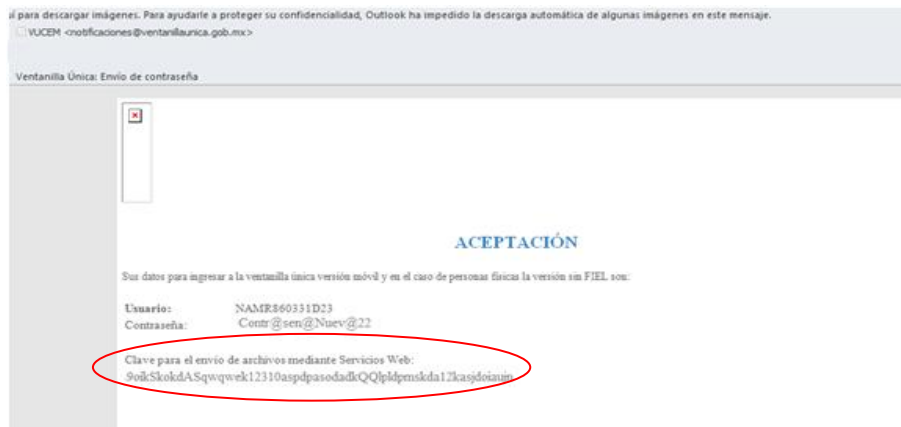 í para descargar imágenes. Para ayudarle a proteger su confidencialidad, Outlook ha impedido la descarga automática de algunas imágenes en este mensaje.
VUCEM <notificaciones@ventanillaunica.gob.mx>
Ventanilla Única: Envío de contraseña
ACEPTACIÓN
Sus datos para ingresar a la ventanilla única versión móvil y en el caso de personas físicas la versión sin FIEL son:
Usuario: NAMR860331D23
Contraseña: Contr@sen@Nuev@22
Clave para el envío de archivos mediante Servicios Web: